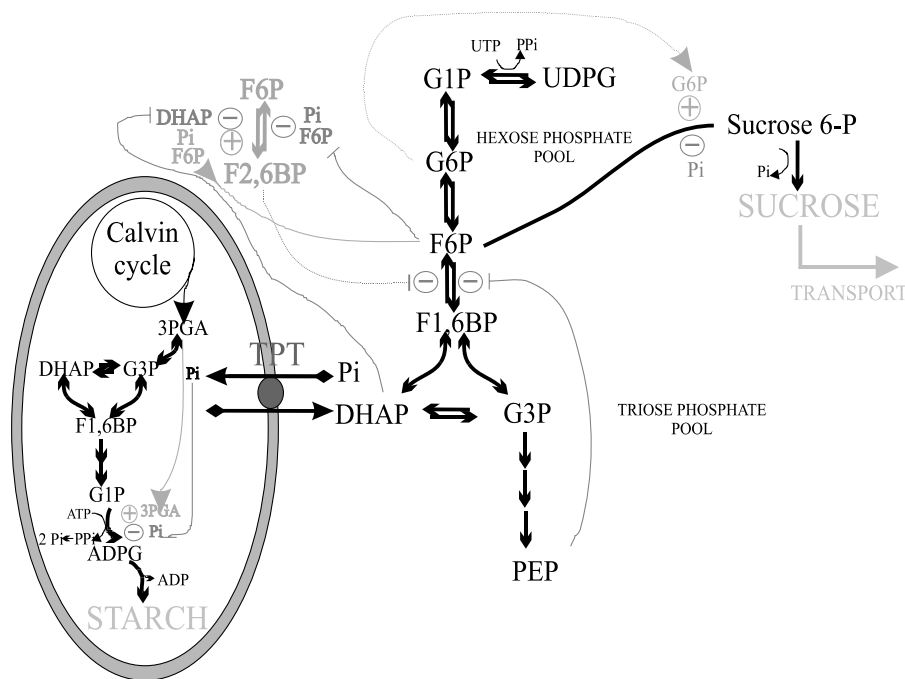 UTP PPi
G1P UDPG
G6P
+
F6P
DHAP − − Pi
Pi + F6P
F6P
F2,6BP
HEXOSE PHOSPHATE
POOL
G6P
Sucrose 6-P
−
Pi
Pi
SUCROSE
TRANSPORT
F6P
− −
F1,6BP
Calvin
cycle
3PGA
DHAP G3P Pi
TPT Pi
DHAP G3P
TRIOSE PHOSPHATE
POOL
F1,6BP
G1P
ATP + 3PGA
− Pi
2 Pi PPi
ADPG
ADP
STARCH
PEP